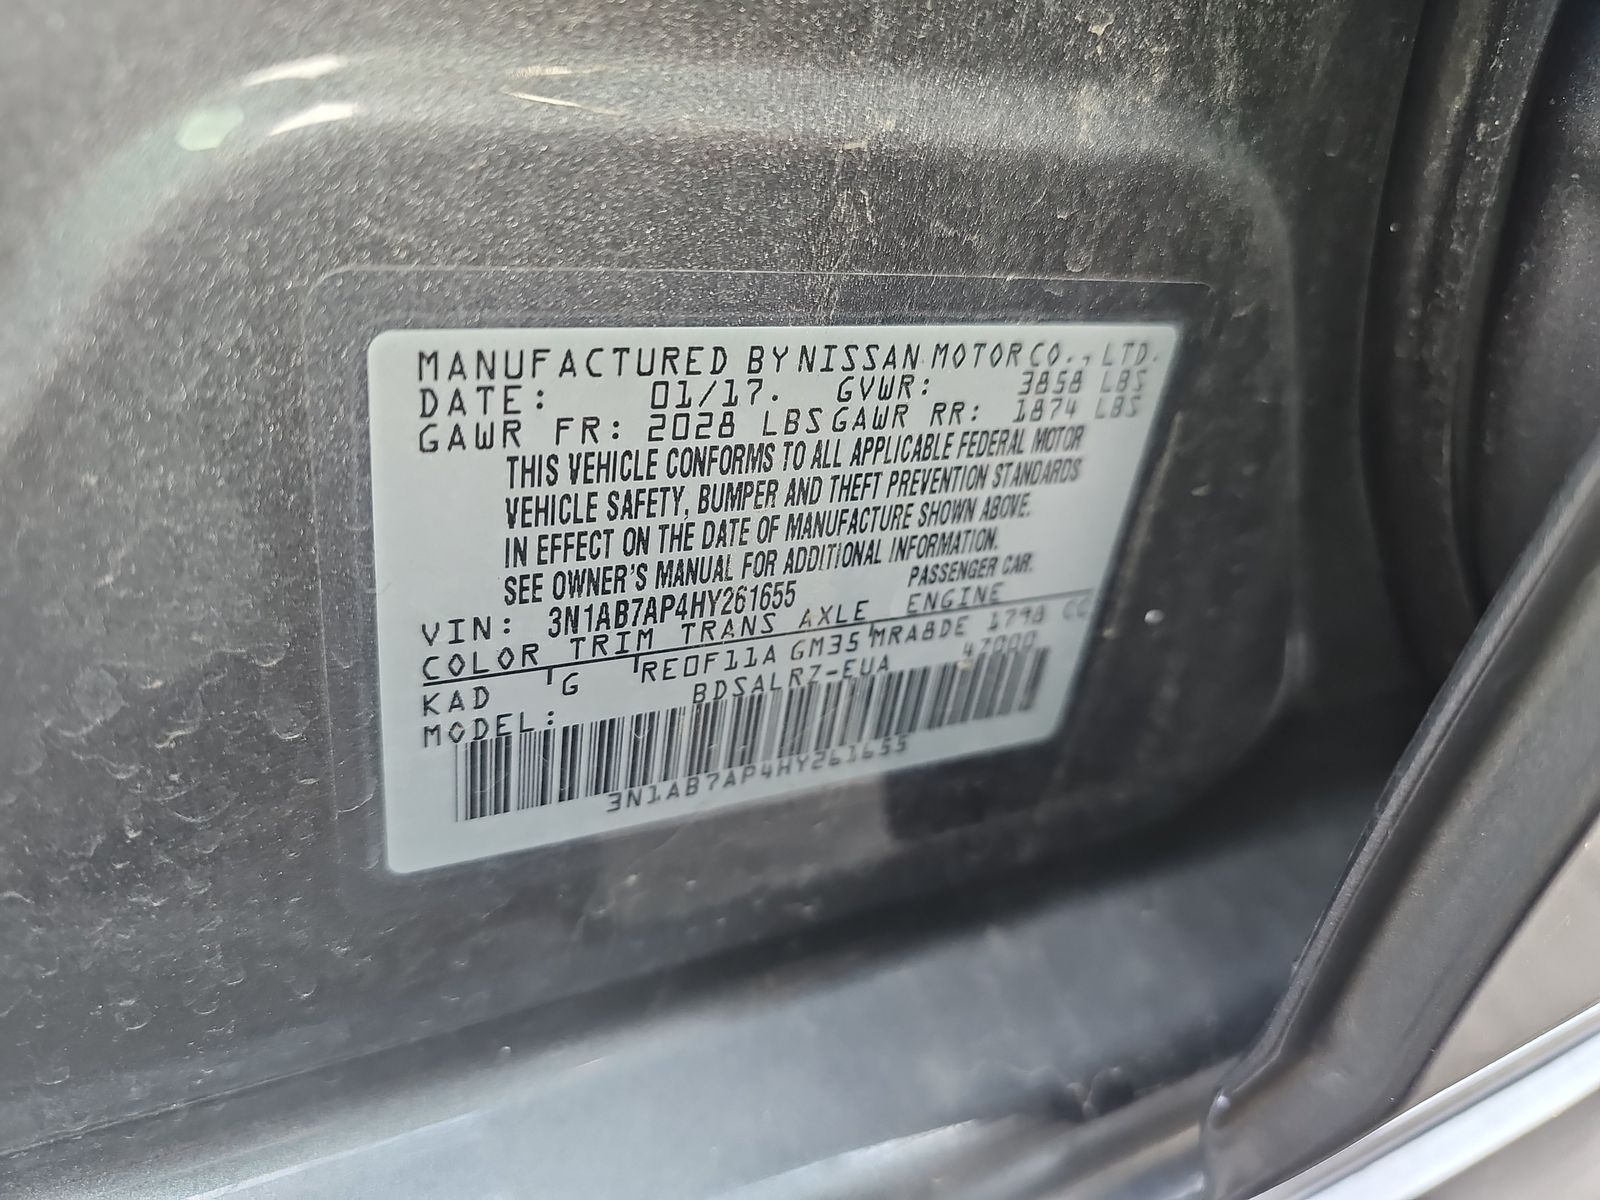 MANUFACTURED BY NISSAN MOTOR CO., LTD.
DATE: 01/17. GVWR: 3858 LBS
GAWR FR: 2028 LBS GAWR RR: 1874 LBS
THIS VEHICLE CONFORMS TO ALL APPLICABLE FEDERAL MOTOR
VEHICLE SAFETY, BUMPER AND THEFT PREVENTION STANDARDS
IN EFFECT ON THE DATE OF MANUFACTURE SHOWN ABOVE.
SEE OWNER'S MANUAL FOR ADDITIONAL INFORMATION.
VIN: 3N1AB7AP4HY261655 PASSENGER CAR.
COLOR TRIM TRANS AXLE ENGINE
KAD G RE0F11A GM35 MRA8DE 1798 CC
MODEL: BDSALRZ-EUA 47000
3N1AB7AP4HY261655